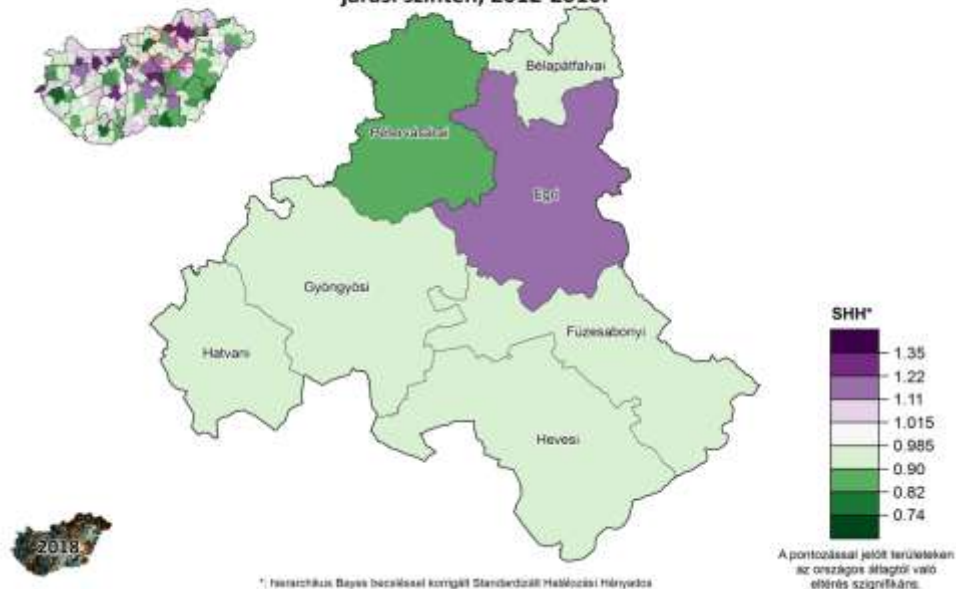 járási szinten, 2012-2018.
Bélapátfalvai
Pétervásárai
Egri
Gyöngyösi
Füzesabonyi
Hatvani
Hevesi
SHH*
1.35
1.22
1.11
1.015
0.985
0.90
0.82
0.74
2018
A pontozással jelölt területeken
az országos átlagtól való
eltérés szignifikáns.
*: hierarchikus Bayes becsléssel korrigált Standardizált Halálozási Hányados